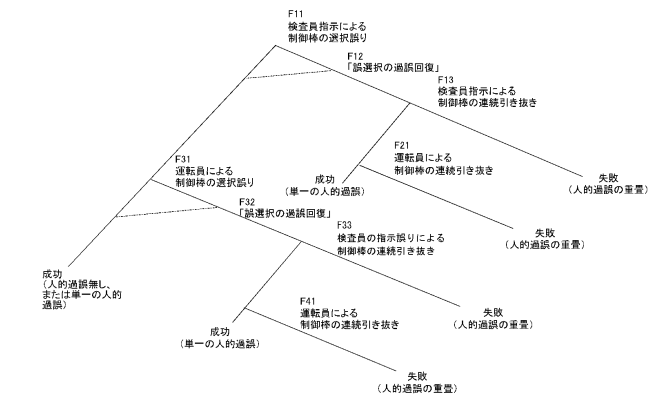 F11
検査員指示による
制御棒の選択誤り
F12
「誤選択の過誤回復」
F13
検査員指示による
制御棒の連続引き抜き
F21
運転員による
制御棒の連続引き抜き
成功
(単一の人的過誤)
失敗
(人的過誤の重畳)
失敗
(人的過誤の重畳)
F31
運転員による
制御棒の選択誤り
F32
「誤選択の過誤回復」
F33
検査員の指示誤りによる
制御棒の連続引き抜き
成功
(人的過誤無し、
または単一の人的
過誤)
F41
運転員による
制御棒の連続引き抜き
成功
(単一の人的過誤)
失敗
(人的過誤の重畳)
失敗
(人的過誤の重畳)